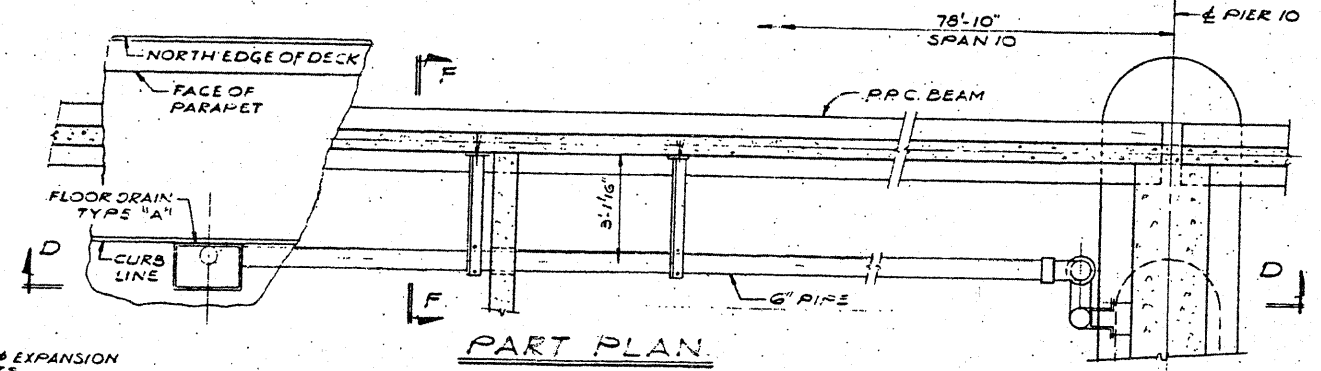 78'-10"
SPAN 10
℄ PIER 10
NORTH EDGE OF DECK
F
FACE OF
PARAPET
P.P.C. BEAM
FLOOR DRAIN
TYPE "A"
3'-1/16"
D
CURB
LINE
F
6" PIPE
D
PART PLAN
EXPANSION